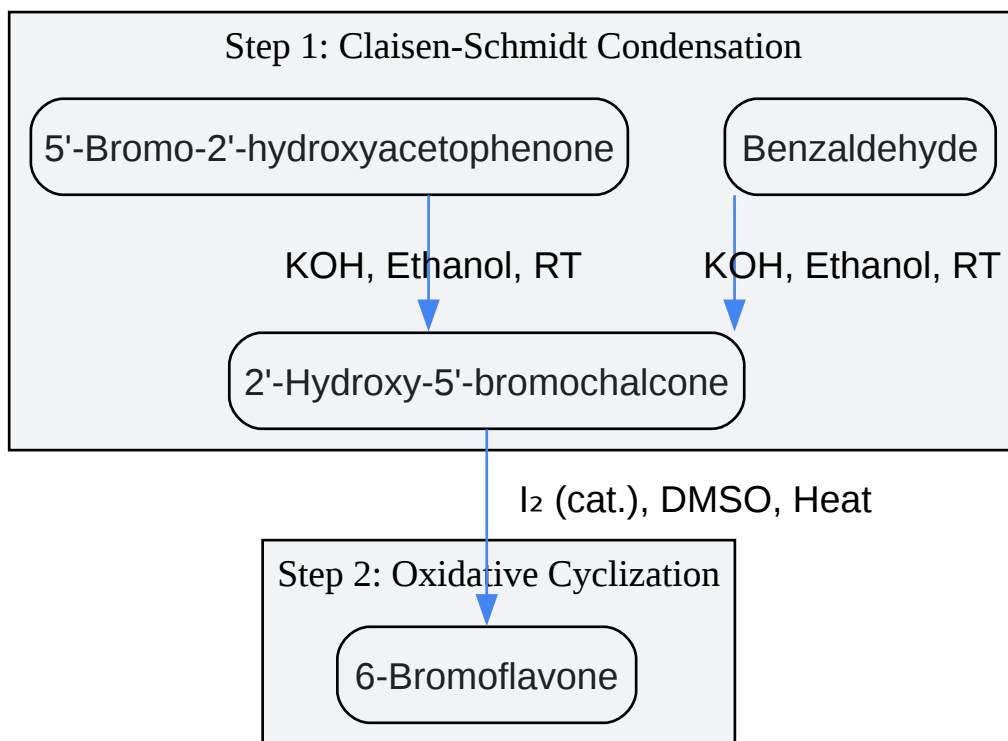 Step 1: Claisen-Schmidt Condensation
5'-Bromo-2'-hydroxyacetophenone
Benzaldehyde
KOH, Ethanol, RT
KOH, Ethanol, RT
2'-Hydroxy-5'-bromochalcone
I₂ (cat.), DMSO, Heat
Step 2: Oxidative Cyclization
6-Bromoflavone